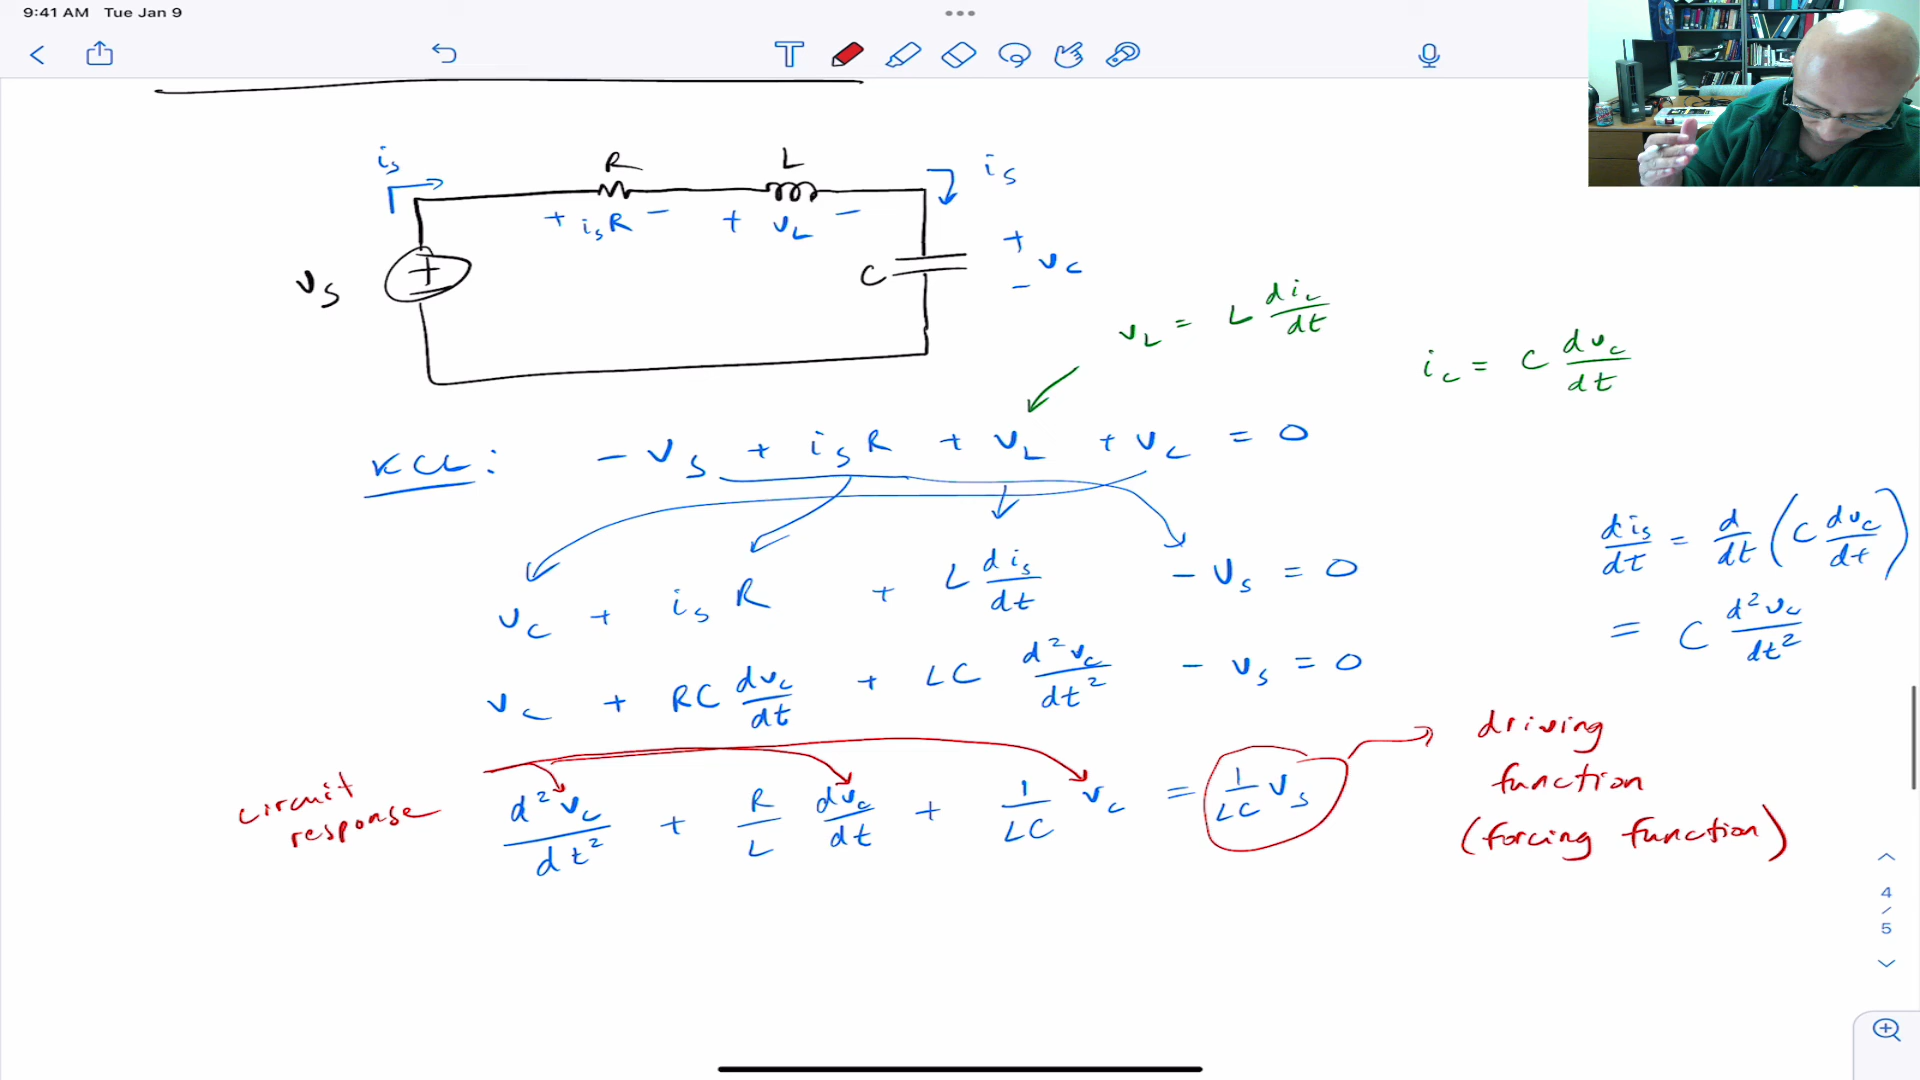 9:41 AM Tue Jan 9
i_s
R
L
i_s
+ i_s R −
+ v_L −
+
v_c
−
v_s
+
−
C
v_L = L di_c/dt
i_c = C dv_c/dt
KCL: − v_s + i_s R + v_L + v_c = 0
v_c + i_s R + L di_s/dt − v_s = 0
di_s/dt = d/dt (C dv_c/dt)
= C d²v_c/dt²
v_c + RC dv_c/dt + LC d²v_c/dt² − v_s = 0
circuit
response
d²v_c/dt² + R/L dv_c/dt + 1/LC v_c = 1/LC v_s
driving
function
(forcing function)
4
/
5